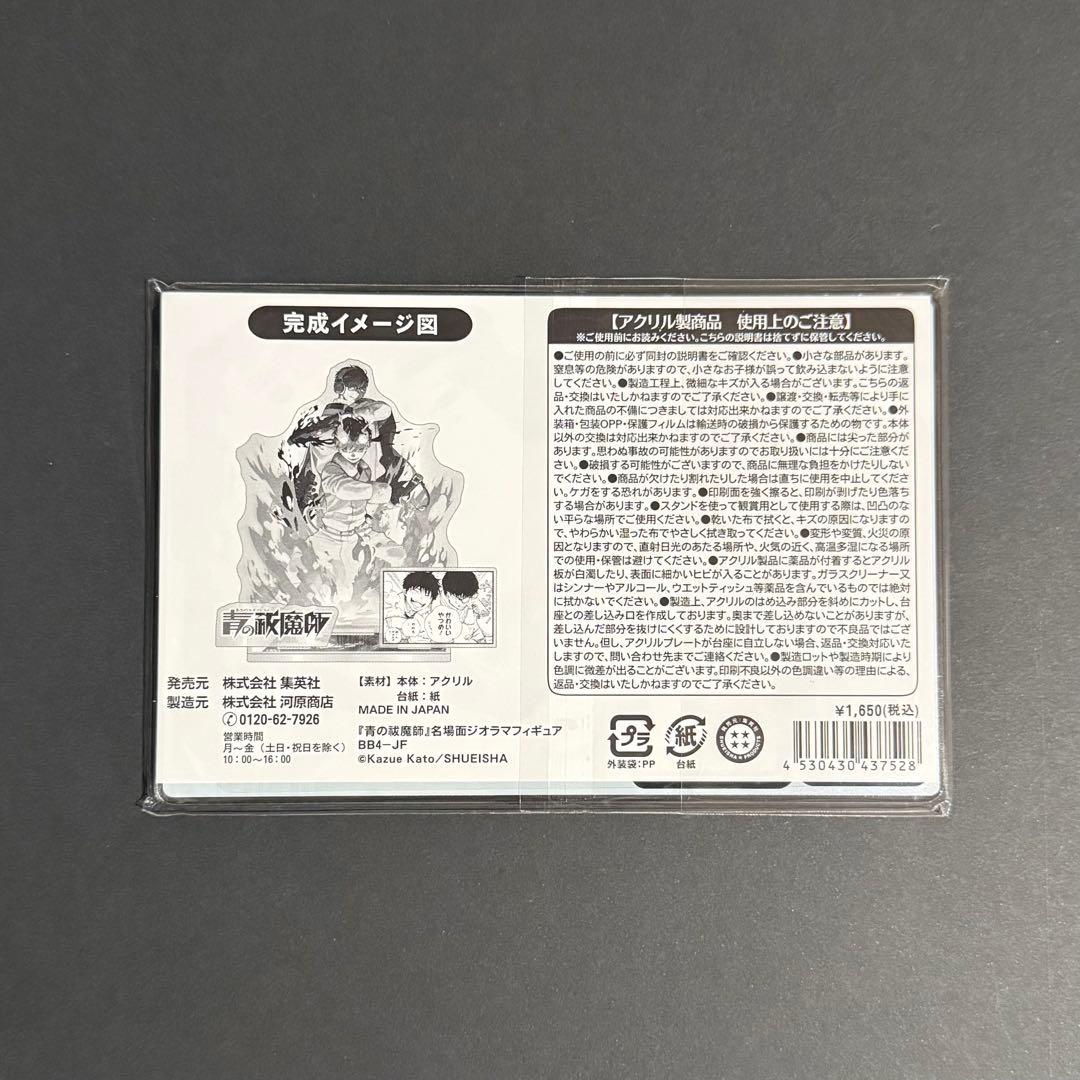 完成イメージ図
青の祓魔師
かわいい
やつめ
発売元 株式会社 集英社
製造元 株式会社 河原商店
0120-62-7926
営業時間
月〜金（土日・祝日を除く）
10：00〜16：00
【素材】本体：アクリル
台紙：紙
MADE IN JAPAN
『青の祓魔師』名場面ジオラマフィギュア
BB4-JF
©Kazue Kato/SHUEISHA
【アクリル製商品 使用上のご注意】
※ご使用前にお読みください。こちらの説明書は捨てずに保管してください。
●ご使用の前に必ず同封の説明書をご確認ください。●小さな部品があります。
窒息等の危険がありますので、小さなお子様が誤って飲み込まないように注意
してください。●製造工程上、微細なキズが入る場合がございます。こちらの返
品・交換はいたしかねますのでご了承ください。●譲渡・交換・転売等により手に
入れた商品の不備につきましては対応出来かねますのでご了承ください。●外
装箱・包装OPP・保護フィルムは輸送時の破損から保護するための物です。本体
以外の交換は対応出来かねますのでご了承ください。●商品には尖った部分が
あります。思わぬ事故の可能性がありますのでお取り扱いには十分にご注意くださ
い。●破損する可能性がございますので、商品に無理な負担をかけたりしない
でください。●商品が欠けたり割れたりした場合は直ちに使用を中止してくださ
い。ケガをする恐れがあります。●印刷面を強く擦ると、印刷が剥げたり色落ち
する場合があります。●スタンドを使って観賞用として使用する際は、凹凸のな
い平らな場所でご使用ください。●乾いた布で拭くと、キズの原因になりますの
で、やわらかい湿った布でやさしく拭き取ってください。●変形や変質、火災の原
因となりますので、直射日光のあたる場所や、火気の近く、高温多湿になる場所
での使用・保管は避けてください。●アクリル製品に薬品が付着するとアクリル
板が白濁したり、表面に細かいヒビが入ることがあります。ガラスクリーナー又
はシンナーやアルコール、ウエットティッシュ等薬品を含んでいるものでは絶対
に拭かないでください。●製造上、アクリルのはめ込み部分を斜めにカットし、台
座との差し込み口を作成しております。奥まで差し込めないことがありますが、
差し込んだ部分を抜けにくくするために設計しておりますので不良品ではござ
いません。但し、アクリルプレートが台座に自立しない場合、返品・交換対応いた
しますので、問い合わせ先までご連絡ください。●製造ロットや製造時期により
色調に微差が出ることがございます。印刷不良以外の色調違い等の理由による、
返品・交換はいたしかねますのでご了承ください。
¥1,650(税込)
プラ
外装袋：PP
紙
台紙
SHUEISHA PRODUCTS
4 530430 437528